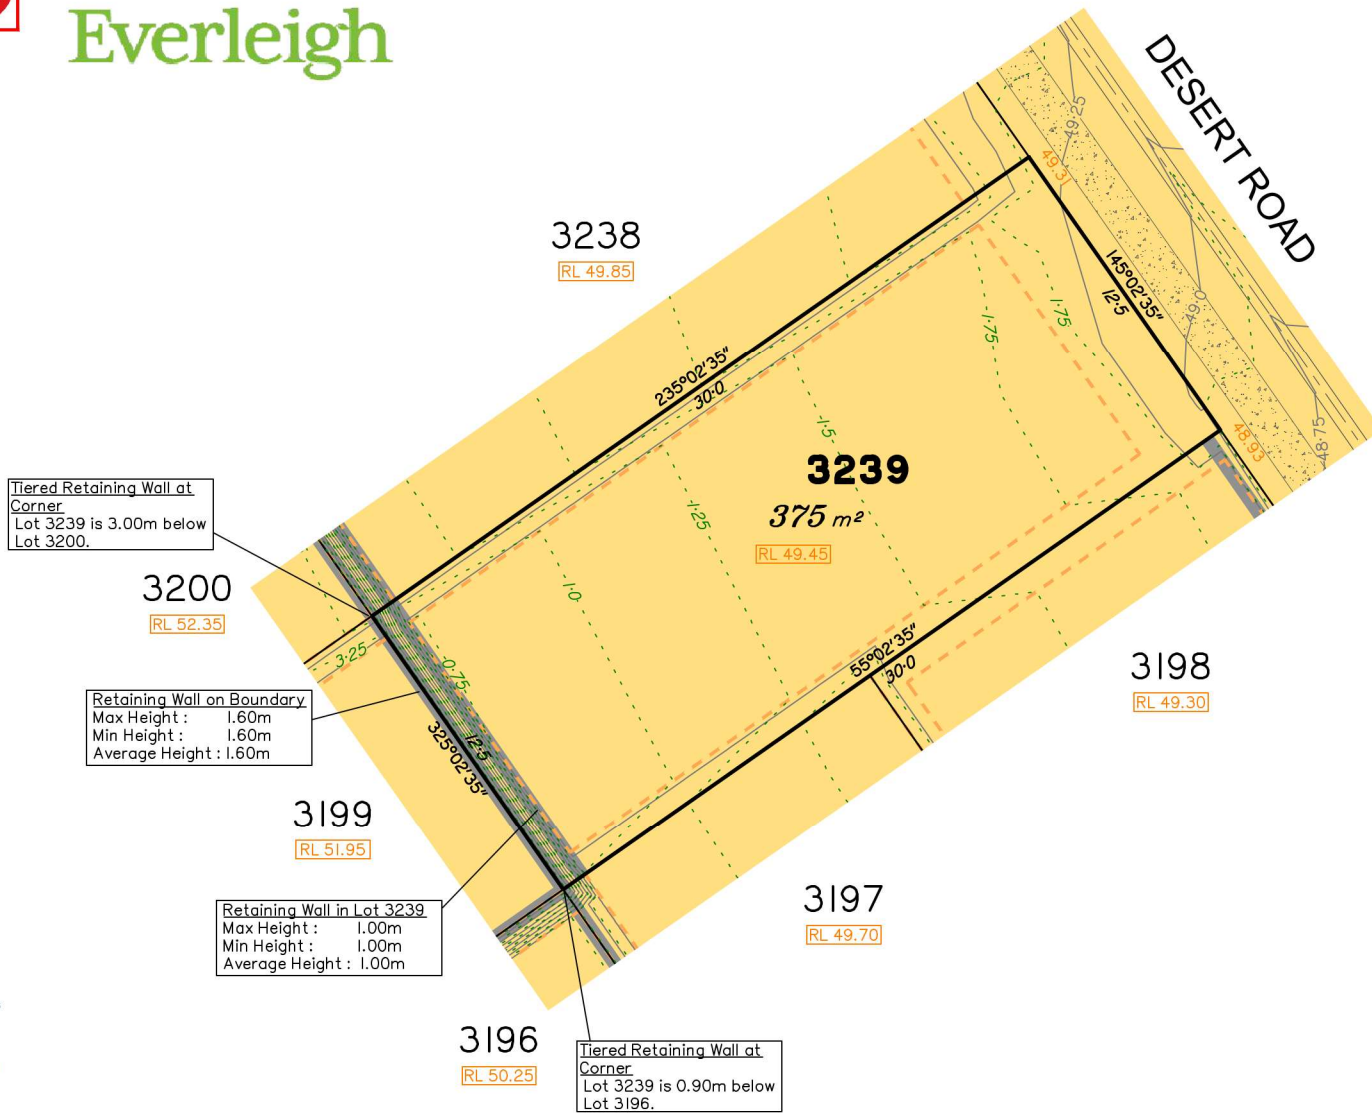 Everleigh
DESERT ROAD
49.25
49.31
3238
RL 49.85
145°02'35"
12·5
49.0
1·75
1·75
235°02'35"
30·0
48.93
48.75
1·5
3239
375 m²
RL 49.45
1·25
Tiered Retaining Wall at
Corner
Lot 3239 is 3.00m below
Lot 3200.
3200
RL 52.35
1·0
3·25
0·75
55°02'35"
30·0
3198
RL 49.30
Retaining Wall on Boundary
Max Height : 1.60m
Min Height : 1.60m
Average Height : 1.60m
12·5
325°02'35"
3199
RL 51.95
3197
RL 49.70
Retaining Wall in Lot 3239
Max Height : 1.00m
Min Height : 1.00m
Average Height : 1.00m
3196
RL 50.25
Tiered Retaining Wall at
Corner
Lot 3239 is 0.90m below
Lot 3196.